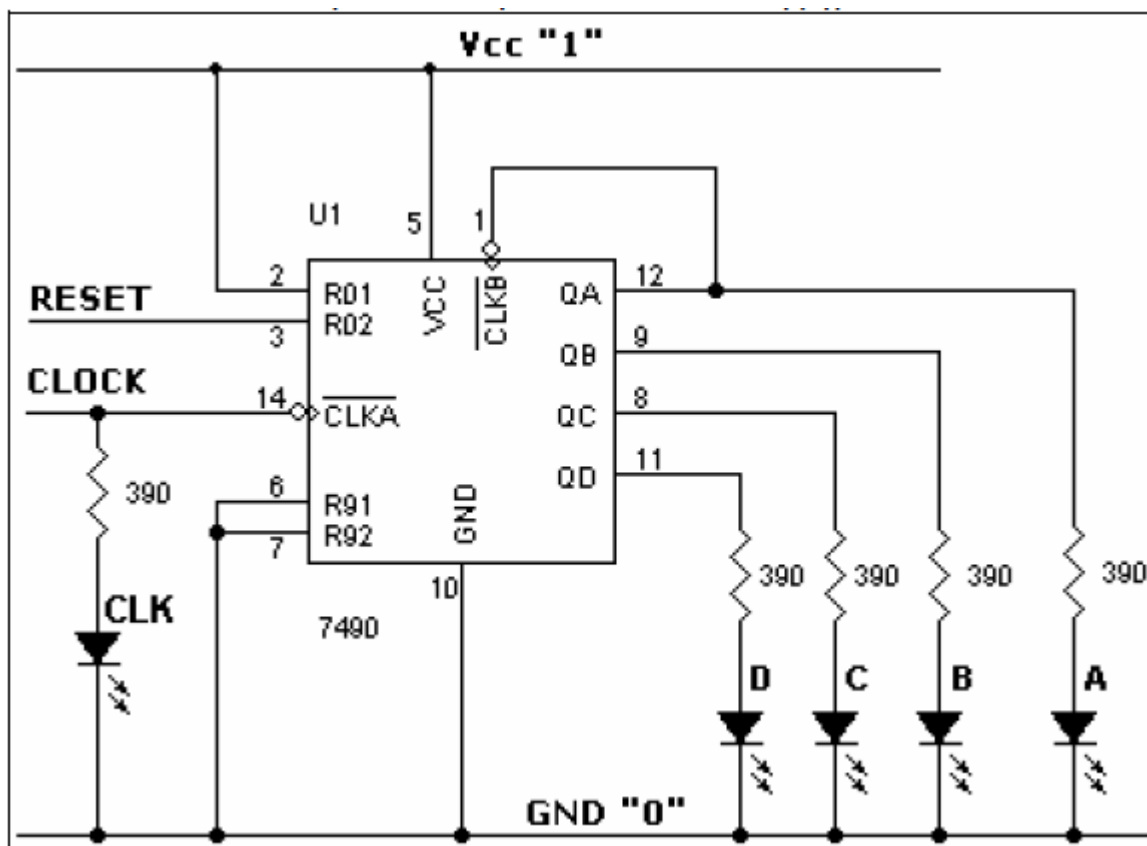 Vcc "1"
U1
5
1
2
R01
VCC
CLKB
QA
12
RESET
3
R02
QB
9
CLOCK
14
CLKA
QC
8
390
6
R91
GND
QD
11
7
R92
10
390
390
390
390
CLK
7490
D
C
B
A
GND "0"